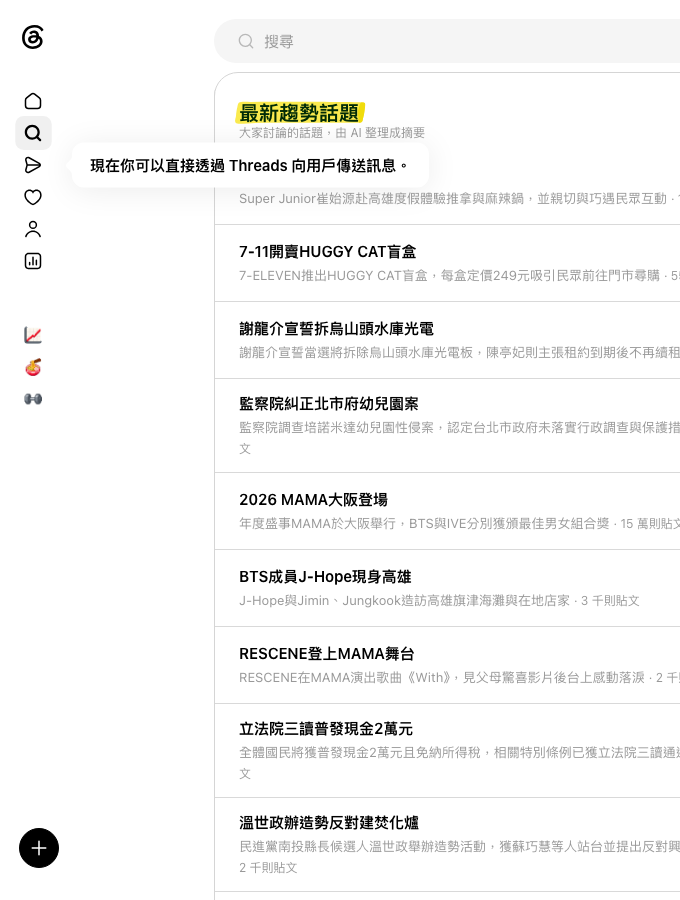 搜尋
最新趨勢話題
大家討論的話題，由 AI 整理成摘要
現在你可以直接透過 Threads 向用戶傳送訊息。
Super Junior崔始源赴高雄度假體驗推拿與麻辣鍋，並親切與巧遇民眾互動 ·
7-11開賣HUGGY CAT盲盒
7-ELEVEN推出HUGGY CAT盲盒，每盒定價249元吸引民眾前往門市尋購 ·
謝龍介宣誓拆烏山頭水庫光電
謝龍介宣誓當選將拆除烏山頭水庫光電板，陳亭妃則主張租約到期後不再續租
監察院糾正北市府幼兒園案
監察院調查培諾米達幼兒園性侵案，認定台北市政府未落實行政調查與保護措
文
2026 MAMA大阪登場
年度盛事MAMA於大阪舉行，BTS與IVE分別獲頒最佳男女組合獎 · 15 萬則貼文
BTS成員J-Hope現身高雄
J-Hope與Jimin、Jungkook造訪高雄旗津海灘與在地店家 · 3 千則貼文
RESCENE登上MAMA舞台
RESCENE在MAMA演出歌曲《With》，見父母驚喜影片後台上感動落淚 · 2 千
立法院三讀普發現金2萬元
全體國民將獲普發現金2萬元且免納所得稅，相關特別條例已獲立法院三讀通過
文
溫世政辦造勢反對建焚化爐
民進黨南投縣長候選人溫世政舉辦造勢活動，獲蘇巧慧等人站台並提出反對興
2 千則貼文